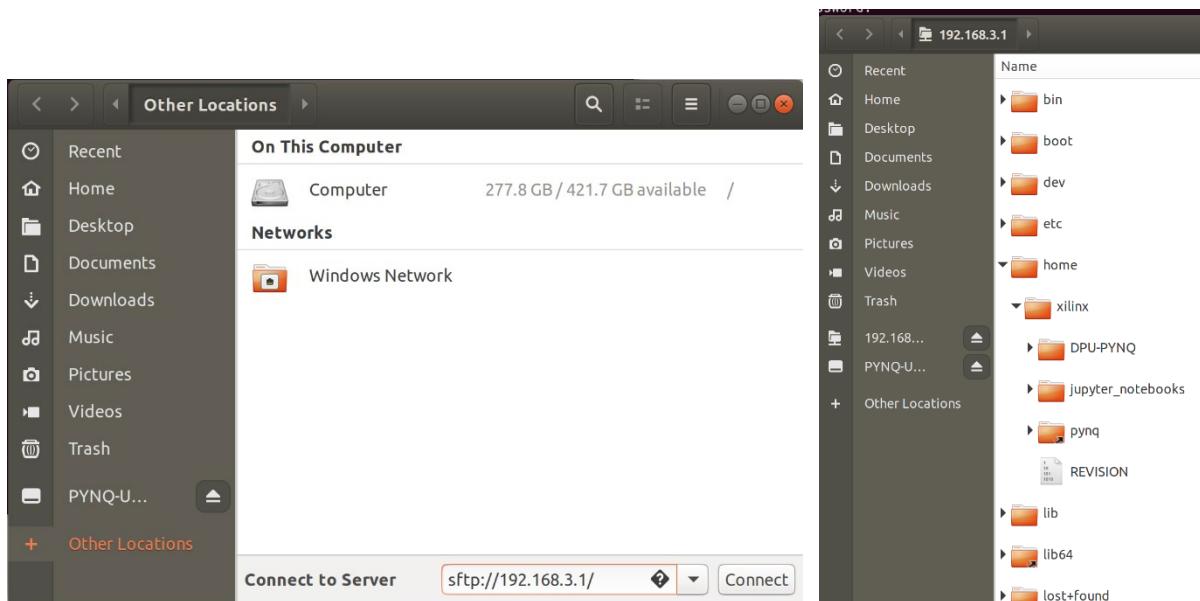 Other Locations
Recent
Home
Desktop
Documents
Downloads
Music
Pictures
Videos
Trash
PYNQ-U...
Other Locations
On This Computer
Computer 277.8 GB / 421.7 GB available /
Networks
Windows Network
Connect to Server sftp://192.168.3.1/ Connect
192.168.3.1
Recent
Home
Desktop
Documents
Downloads
Music
Pictures
Videos
Trash
192.168...
PYNQ-U...
Other Locations
Name
bin
boot
dev
etc
home
xilinx
DPU-PYNQ
jupyter_notebooks
pynq
REVISION
lib
lib64
lost+found